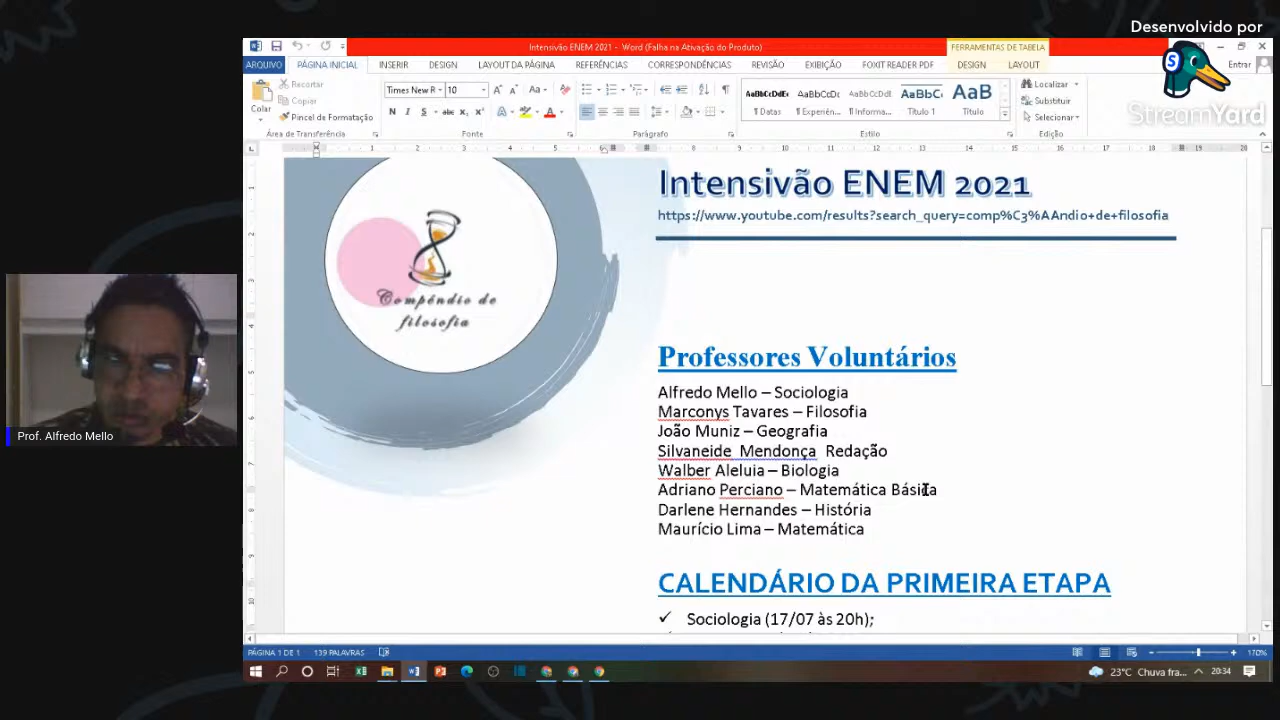 Desenvolvido por
StreamYard
Intensivão ENEM 2021 - Word (Falha na Ativação do Produto)
FERRAMENTAS DE TABELA
ARQUIVO PÁGINA INICIAL INSERIR DESIGN LAYOUT DA PÁGINA REFERÊNCIAS CORRESPONDÊNCIAS REVISÃO EXIBIÇÃO FOXIT READER PDF DESIGN LAYOUT Entrar
Recortar
Copiar
Pincel de Formatação
Colar
Times New R 10
¶ Datas ¶ Experiên... ¶ Informa... Título 1 Título
Localizar
Substituir
Selecionar
Área de Transferência Fonte Parágrafo Estilo Edição
Intensivão ENEM 2021
https://www.youtube.com/results?search_query=comp%C3%AAndio+de+filosofia
Compêndio de
filosofia
Professores Voluntários
Alfredo Mello – Sociologia
Marconys Tavares – Filosofia
João Muniz – Geografia
Silvaneide Mendonça Redação
Walber Aleluia – Biologia
Adriano Perciano – Matemática Básica
Darlene Hernandes – História
Maurício Lima – Matemática
CALENDÁRIO DA PRIMEIRA ETAPA
✓ Sociologia (17/07 às 20h);
Prof. Alfredo Mello
PÁGINA 1 DE 1 139 PALAVRAS 170%
23°C Chuva fra... 20:34